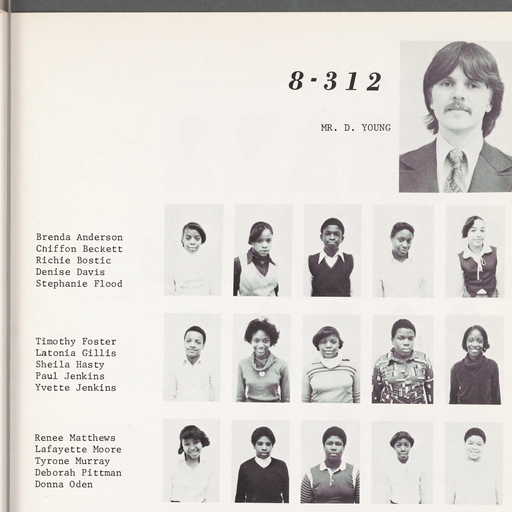 8-312
MR. D. YOUNG
Brenda Anderson
Chiffon Beckett
Richie Bostic
Denise Davis
Stephanie Flood
Timothy Foster
Latonia Gillis
Sheila Hasty
Paul Jenkins
Yvette Jenkins
Renee Matthews
Lafayette Moore
Tyrone Murray
Deborah Pittman
Donna Oden